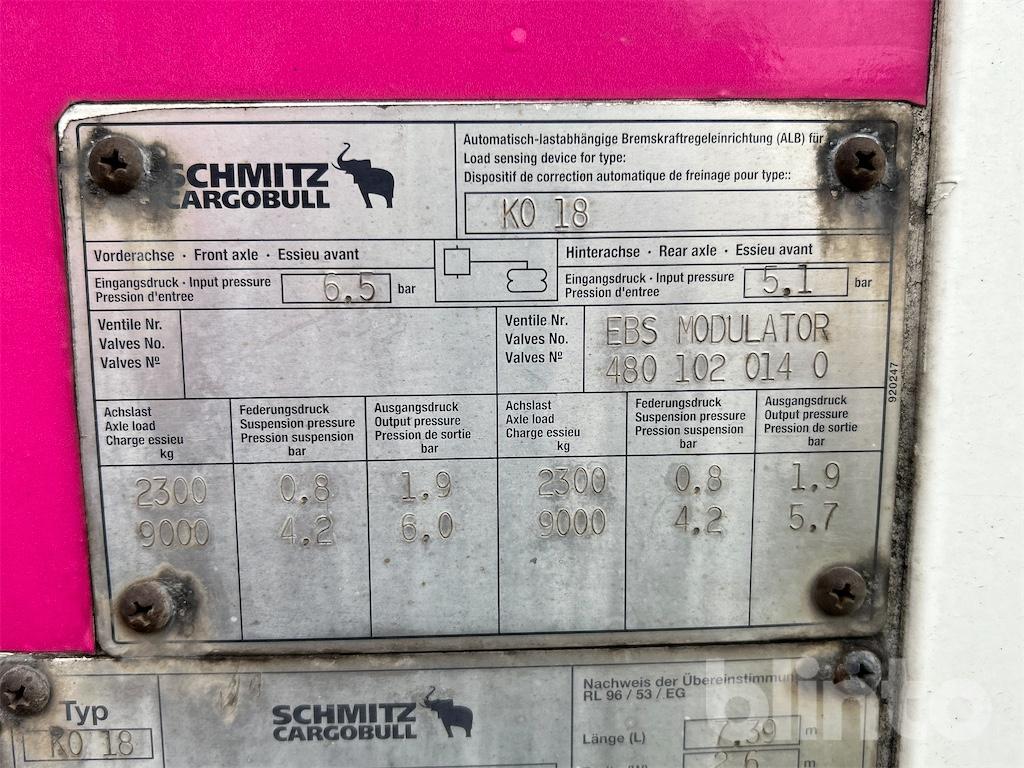 SCHMITZ
CARGOBULL
Automatisch-lastabhängige Bremskraftregeleinrichtung (ALB) für
Load sensing device for type:
Dispositif de correction automatique de freinage pour type::
KO 18
Vorderachse · Front axle · Essieu avant
Eingangsdruck · Input pressure
Pression d'entree
6.5 bar
Hinterachse · Rear axle · Essieu avant
Eingangsdruck · Input pressure
Pression d'entree
5.1 bar
Ventile Nr.
Valves No.
Valves Nº
Ventile Nr.
Valves No.
Valves Nº
EBS MODULATOR
480 102 014 0
920247
Achslast
Axle load
Charge essieu
kg
Federungsdruck
Suspension pressure
Pression suspension
bar
Ausgangsdruck
Output pressure
Pression de sortie
bar
Achslast
Axle load
Charge essieu
kg
Federungsdruck
Suspension pressure
Pression suspension
bar
Ausgangsdruck
Output pressure
Pression de sortie
bar
2300 0.8 1.9 2300 0.8 1.9
9000 4.2 6.0 9000 4.2 5.7
Typ
KO 18
SCHMITZ
CARGOBULL
Nachweis der Übereinstimmung
RL 96 / 53 / EG
Länge (L) 7.39 m
2.6 m
blinto